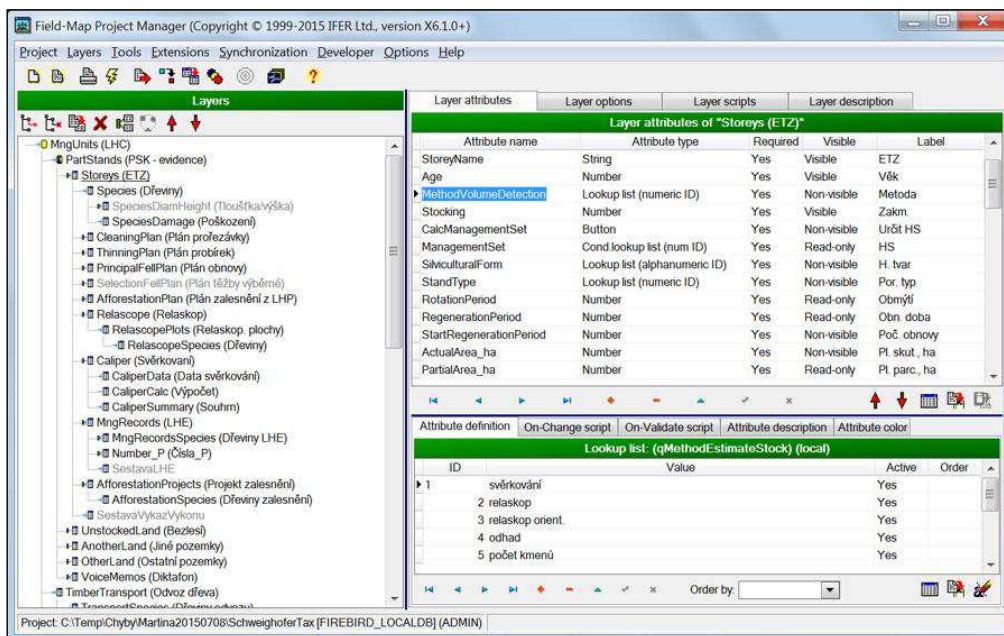 Field-Map Project Manager (Copyright © 1999-2015 IFER Ltd., version X6.1.0+)
Project Layers Tools Extensions Synchronization Developer Options Help
Layers
MngUnits (LHC)
PartStands (PSK - evidence)
Storeys (ETZ)
Species (Dřeviny)
SpeciesDiamHeight (Tloušťka/výška)
SpeciesDamage (Poškození)
CleaningPlan (Plán prořezávky)
ThinningPlan (Plán probírek)
PrincipalFellPlan (Plán obnovy)
SelectionFellPlan (Plán těžby výběrné)
AfforestationPlan (Plán zalesnění z LHP)
Relascope (Relaskop)
RelascopePlots (Relaskop. plochy)
RelascopeSpecies (Dřeviny)
Caliper (Svěrkovaní)
CaliperData (Data svěrkování)
CaliperCalc (Výpočet)
CaliperSummary (Souhrn)
MngRecords (LHE)
MngRecordsSpecies (Dřeviny LHE)
Number_P (Čísla_P)
SestavaLHE
AfforestationProjects (Projekt zalesnění)
AfforestationSpecies (Dřeviny zalesnění)
SestavaVykazVykonu
UnstockedLand (Bezlesí)
AnotherLand (Jiné pozemky)
OtherLand (Ostatní pozemky)
VoiceMemos (Diktafon)
TimberTransport (Odvoz dřeva)
TransportSpecies (Dřeviny odvozu)
Layer attributes Layer options Layer scripts Layer description
Layer attributes of "Storeys (ETZ)"
Attribute name Attribute type Required Visible Label
StoreyName String Yes Visible ETZ
Age Number Yes Visible Věk
MethodVolumeDetection Lookup list (numeric ID) Yes Non-visible Metoda
Stocking Number Yes Visible Zakm.
CalcManagementSet Button Yes Non-visible Určit HS
ManagementSet Cond.lookup list (num ID) Yes Read-only HS
SilviculturalForm Lookup list (alphanumeric ID) Yes Non-visible H. tvar
StandType Lookup list (numeric ID) Yes Non-visible Por. typ
RotationPeriod Number Yes Read-only Obmýtí
RegenerationPeriod Number Yes Read-only Obn. doba
StartRegenerationPeriod Number Yes Non-visible Poč. obnovy
ActualArea_ha Number Yes Non-visible Pl. skut., ha
PartialArea_ha Number Yes Read-only Pl. parc., ha
Attribute definition On-Change script On-Validate script Attribute description Attribute color
Lookup list: (qMethodEstimateStock) (local)
ID Value Active Order
1 svěrkování Yes
2 relaskop Yes
3 relaskop orient. Yes
4 odhad Yes
5 počet kmenů Yes
Order by:
Project: C:\Temp\Chyby\Martina20150708\SchweighoferTax [FIREBIRD_LOCALDB] (ADMIN)